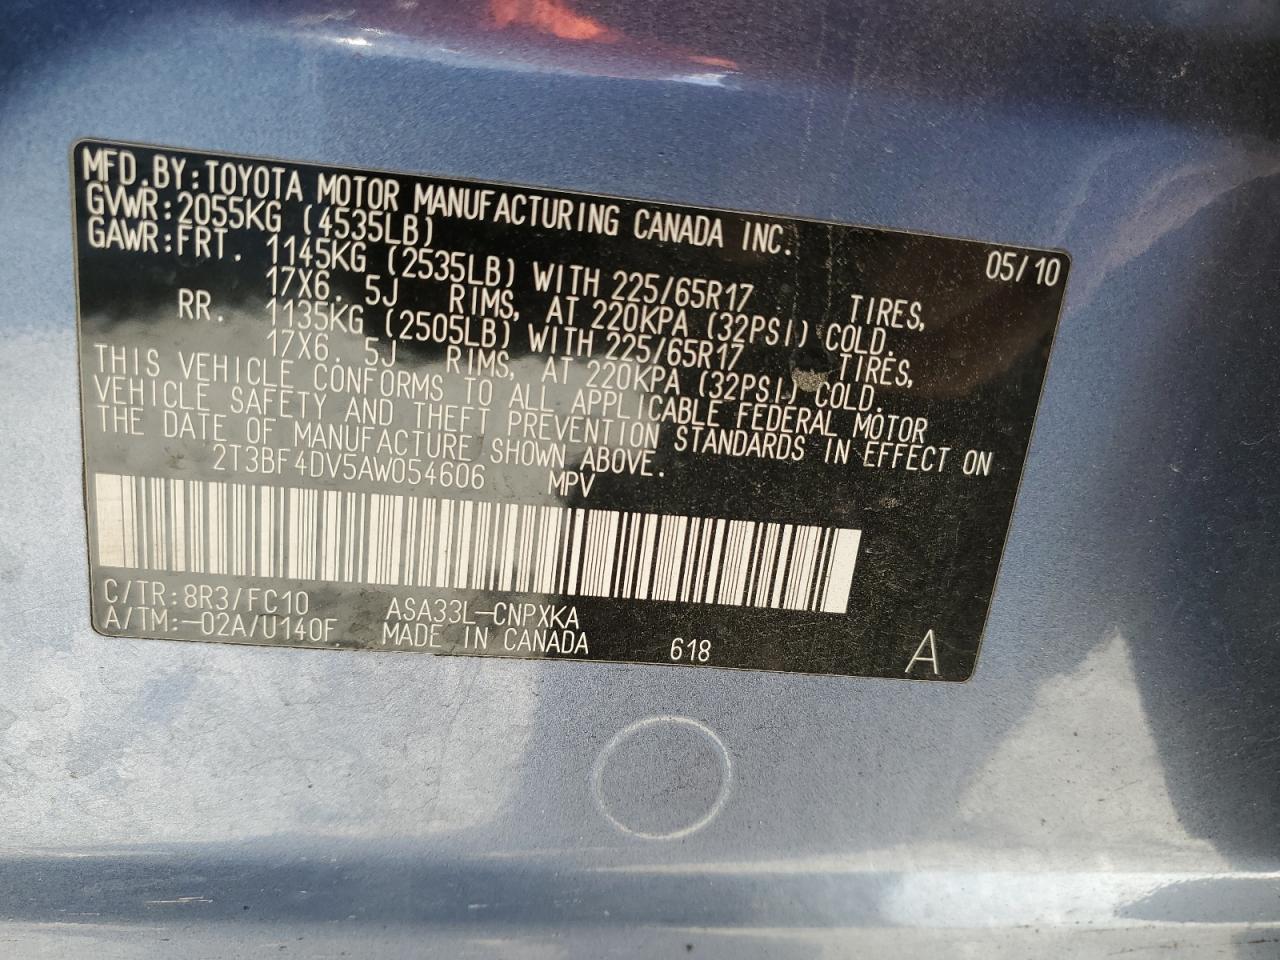 MFD.BY:TOYOTA MOTOR MANUFACTURING CANADA INC.
GVWR:2055KG (4535LB) 05/10
GAWR:FRT. 1145KG (2535LB) WITH 225/65R17 TIRES,
17X6.5J RIMS, AT 220KPA (32PSI) COLD.
RR. 1135KG (2505LB) WITH 225/65R17 TIRES,
17X6.5J RIMS, AT 220KPA (32PSI) COLD.
THIS VEHICLE CONFORMS TO ALL APPLICABLE FEDERAL MOTOR
VEHICLE SAFETY AND THEFT PREVENTION STANDARDS IN EFFECT ON
THE DATE OF MANUFACTURE SHOWN ABOVE.
2T3BF4DV5AW054606 MPV
C/TR:8R3/FC10 ASA33L-CNPXKA
A/TM:-02A/U140F MADE IN CANADA 618 A